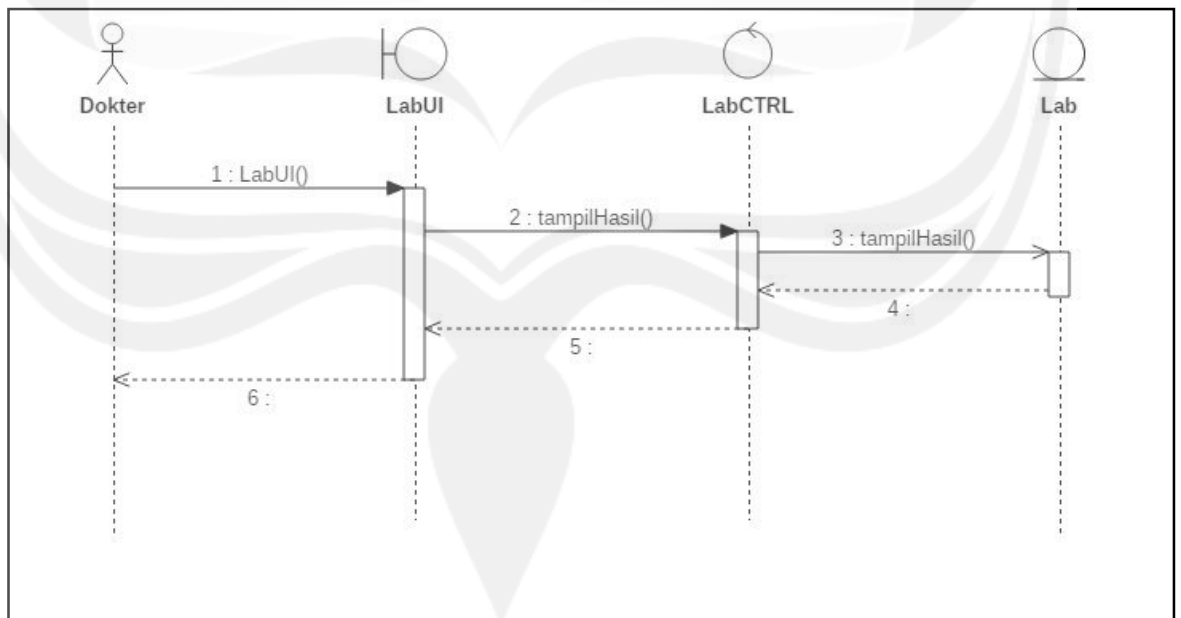 Dokter
LabUI
LabCTRL
Lab
1 : LabUI()
2 : tampilHasil()
3 : tampilHasil()
4 :
5 :
6 :